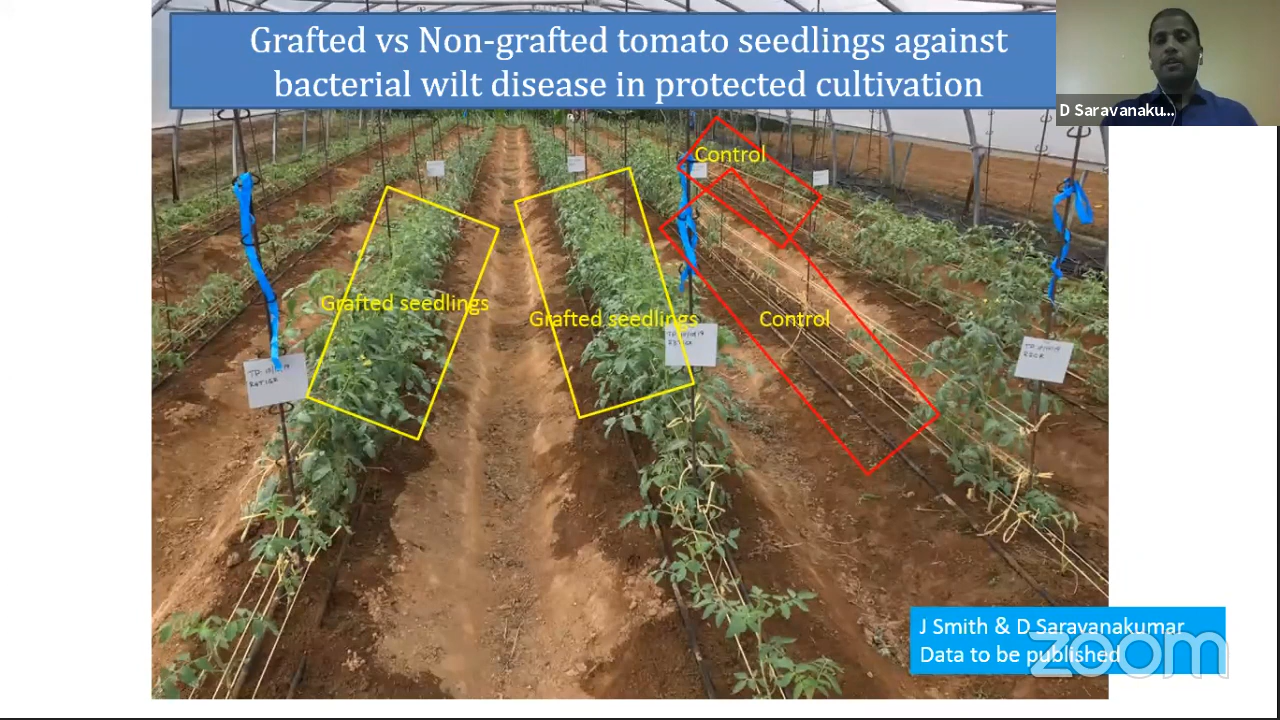 Grafted vs Non-grafted tomato seedlings against
bacterial wilt disease in protected cultivation
D Saravanaku...
Control
Grafted seedlings
Grafted seedlings
Control
J Smith & D Saravanakumar
Data to be published
zoom